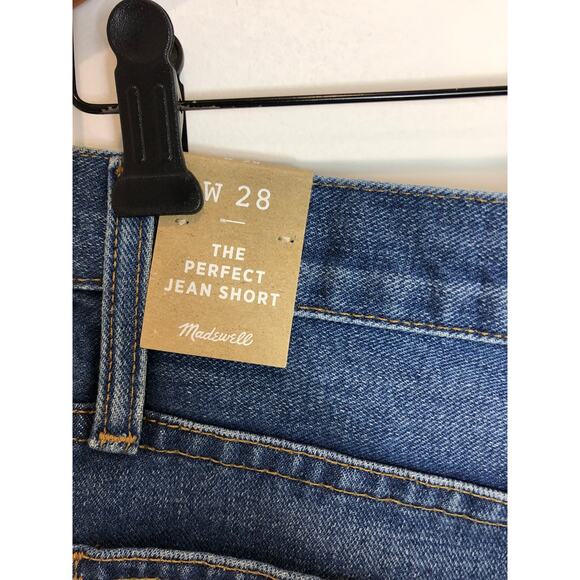 W 28
THE
PERFECT
JEAN SHORT
Madewell